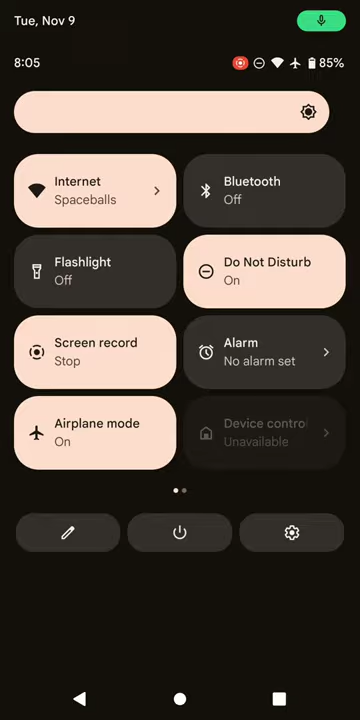 Tue, Nov 9
8:05
85%
Internet
Spaceballs
Bluetooth
Off
Flashlight
Off
Do Not Disturb
On
Screen record
Stop
Alarm
No alarm set
Airplane mode
On
Device control
Unavailable